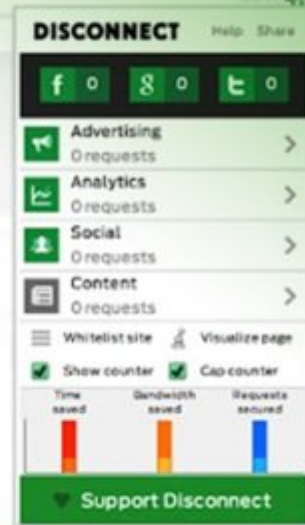 DISCONNECT Help Share
f 0 8 0 t 0
Advertising
0 requests
Analytics
0 requests
Social
0 requests
Content
0 requests
Whitelist site Visualize page
Show counter Cap counter
Time saved Bandwidth saved Requests secured
Support Disconnect